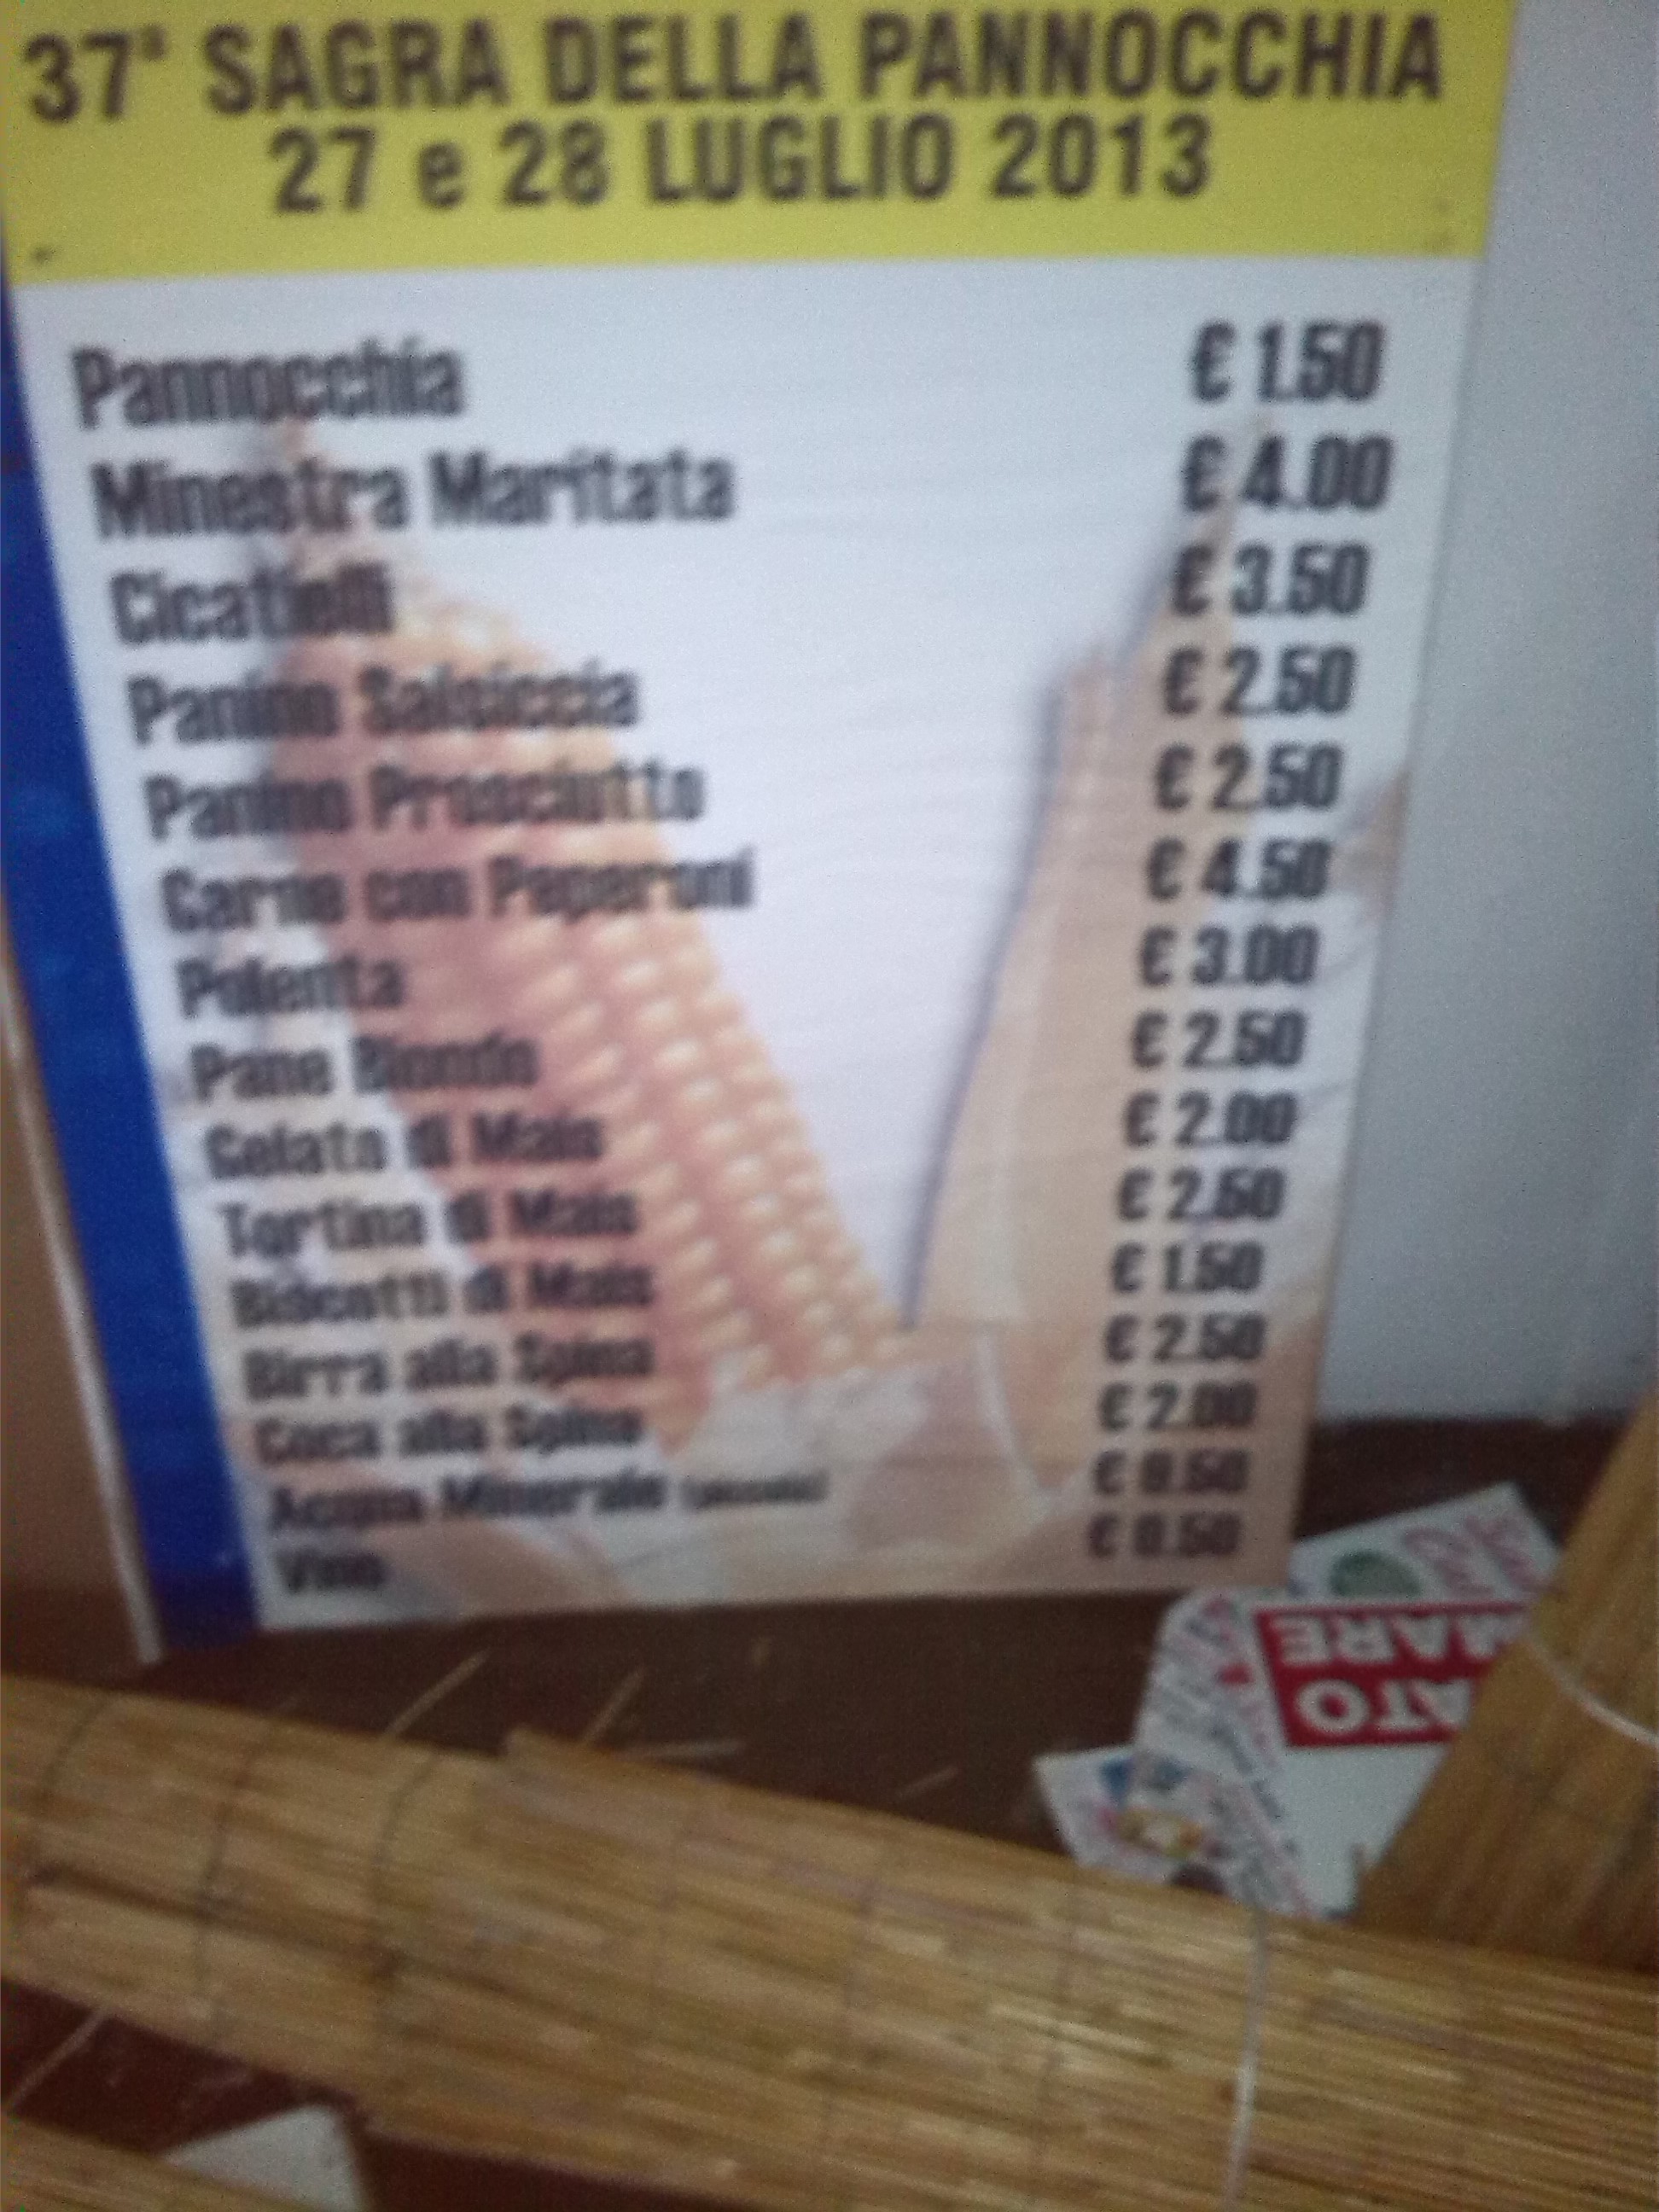 37ª SAGRA DELLA PANNOCCHIA
27 e 28 LUGLIO 2013
Pannocchia € 1.50
Minestra Maritata € 4.00
Cicatielli € 3.50
Panino Salsiccia € 2.50
Panino Prosciutto € 2.50
Carne con Peperoni € 4.50
Polenta € 3.00
Pane Biondo € 2.50
Gelato di Mais € 2.00
Tortina di Mais € 2.50
Biscotti di Mais € 1.50
Birra alla Spina € 2.50
Coca alla Spina € 2.00
Acqua Minerale € 0.50
Vino € 0.50